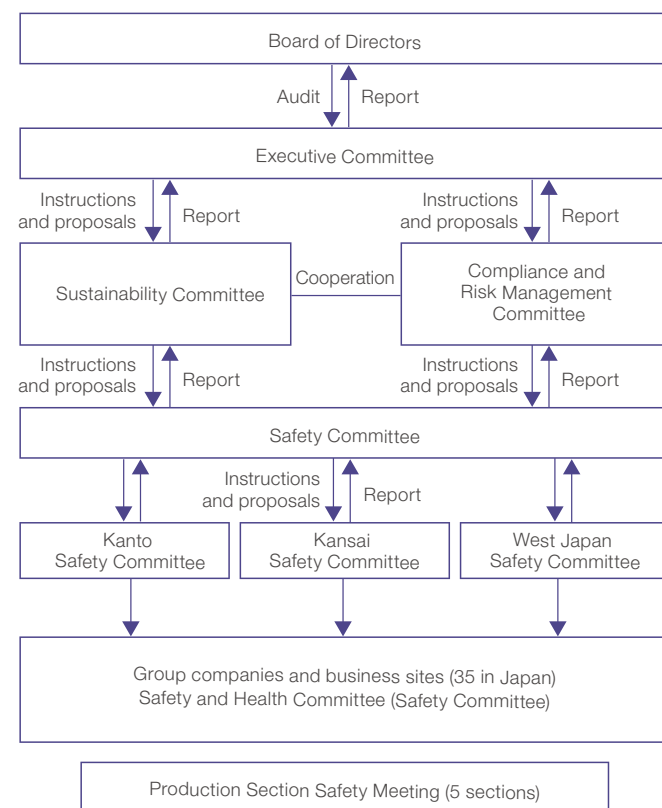 Board of Directors
Audit
Report
Executive Committee
Instructions
and proposals
Report
Instructions
and proposals
Report
Sustainability Committee
Cooperation
Compliance and
Risk Management
Committee
Instructions
and proposals
Report
Instructions
and proposals
Report
Safety Committee
Instructions
and proposals
Report
Kanto
Safety Committee
Kansai
Safety Committee
West Japan
Safety Committee
Group companies and business sites (35 in Japan)
Safety and Health Committee (Safety Committee)
Production Section Safety Meeting (5 sections)